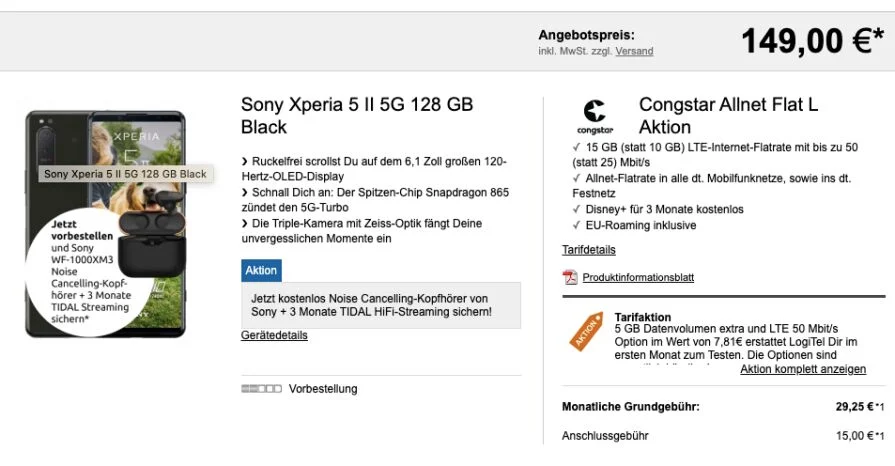 Angebotspreis:
inkl. MwSt. zzgl. Versand
149,00 €*
XPERIA
5 II
Sony Xperia 5 II 5G 128 GB Black
Jetzt
vorbestellen
und Sony
WF-1000XM3
Noise
Cancelling-Kopf-
hörer + 3 Monate
TIDAL Streaming
sichern*
Sony Xperia 5 II 5G 128 GB
Black
❯ Ruckelfrei scrollst Du auf dem 6,1 Zoll großen 120-
Hertz-OLED-Display
❯ Schnall Dich an: Der Spitzen-Chip Snapdragon 865
zündet den 5G-Turbo
❯ Die Triple-Kamera mit Zeiss-Optik fängt Deine
unvergesslichen Momente ein
Aktion
Jetzt kostenlos Noise Cancelling-Kopfhörer von
Sony + 3 Monate TIDAL HiFi-Streaming sichern!
Gerätedetails
Vorbestellung
congstar
Congstar Allnet Flat L
Aktion
✓ 15 GB (statt 10 GB) LTE-Internet-Flatrate mit bis zu 50
(statt 25) Mbit/s
✓ Allnet-Flatrate in alle dt. Mobilfunknetze, sowie ins dt.
Festnetz
✓ Disney+ für 3 Monate kostenlos
✓ EU-Roaming inklusive
Tarifdetails
Produktinformationsblatt
AKTION
Tarifaktion
5 GB Datenvolumen extra und LTE 50 Mbit/s
Option im Wert von 7,81€ erstattet LogiTel Dir im
ersten Monat zum Testen. Die Optionen sind
Aktion komplett anzeigen
Monatliche Grundgebühr: 29,25 €*1
Anschlussgebühr 15,00 €*1